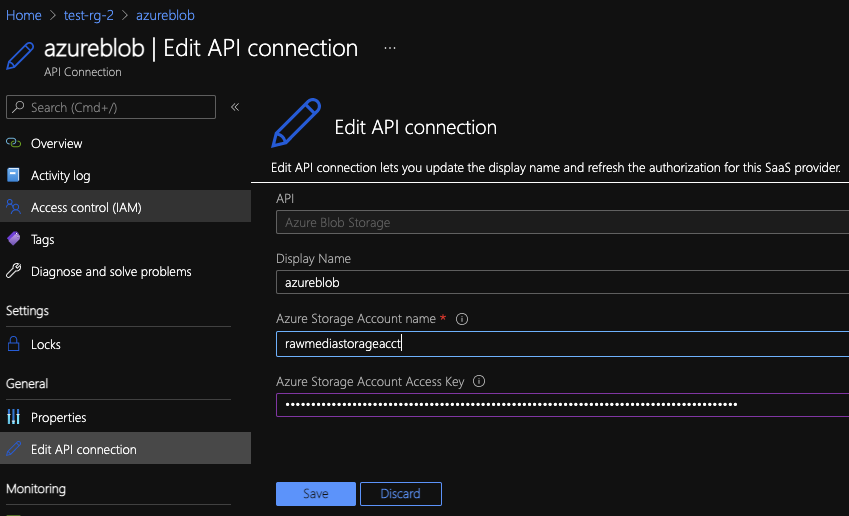 Home > test-rg-2 > azureblob
azureblob | Edit API connection ...
API Connection
Search (Cmd+/) «
Overview
Activity log
Access control (IAM)
Tags
Diagnose and solve problems
Settings
Locks
General
Properties
Edit API connection
Monitoring
Edit API connection
Edit API connection lets you update the display name and refresh the authorization for this SaaS provider.
API
Azure Blob Storage
Display Name
azureblob
Azure Storage Account name *
rawmediastorageacct
Azure Storage Account Access Key
Save Discard